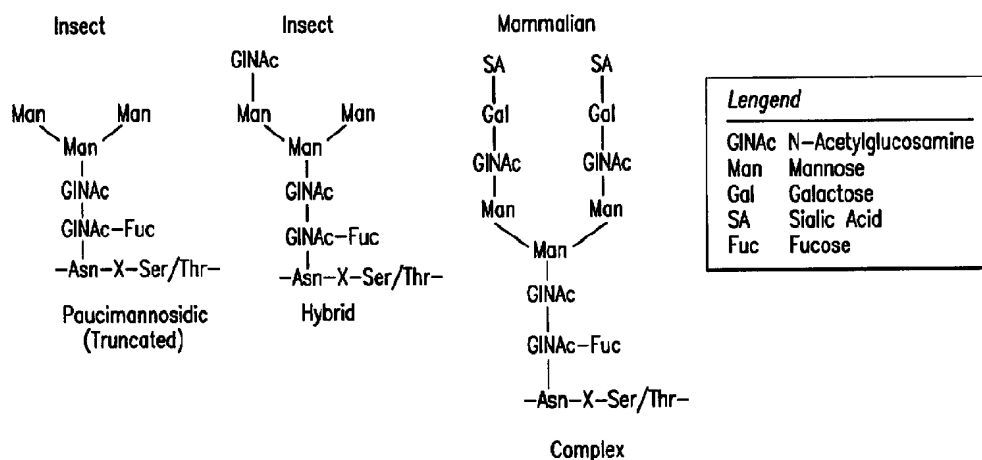 Insect
Man Man
Man
GlNAc
GlNAc-Fuc
-Asn-X-Ser/Thr-
Paucimannosidic
(Truncated)
Insect
GlNAc
Man Man
Man
GlNAc
GlNAc-Fuc
-Asn-X-Ser/Thr-
Hybrid
Mammalian
SA SA
Gal Gal
GlNAc GlNAc
Man Man
Man
GlNAc
GlNAc-Fuc
-Asn-X-Ser/Thr-
Complex
Lengend
GlNAc N-Acetylglucosamine
Man Mannose
Gal Galactose
SA Sialic Acid
Fuc Fucose